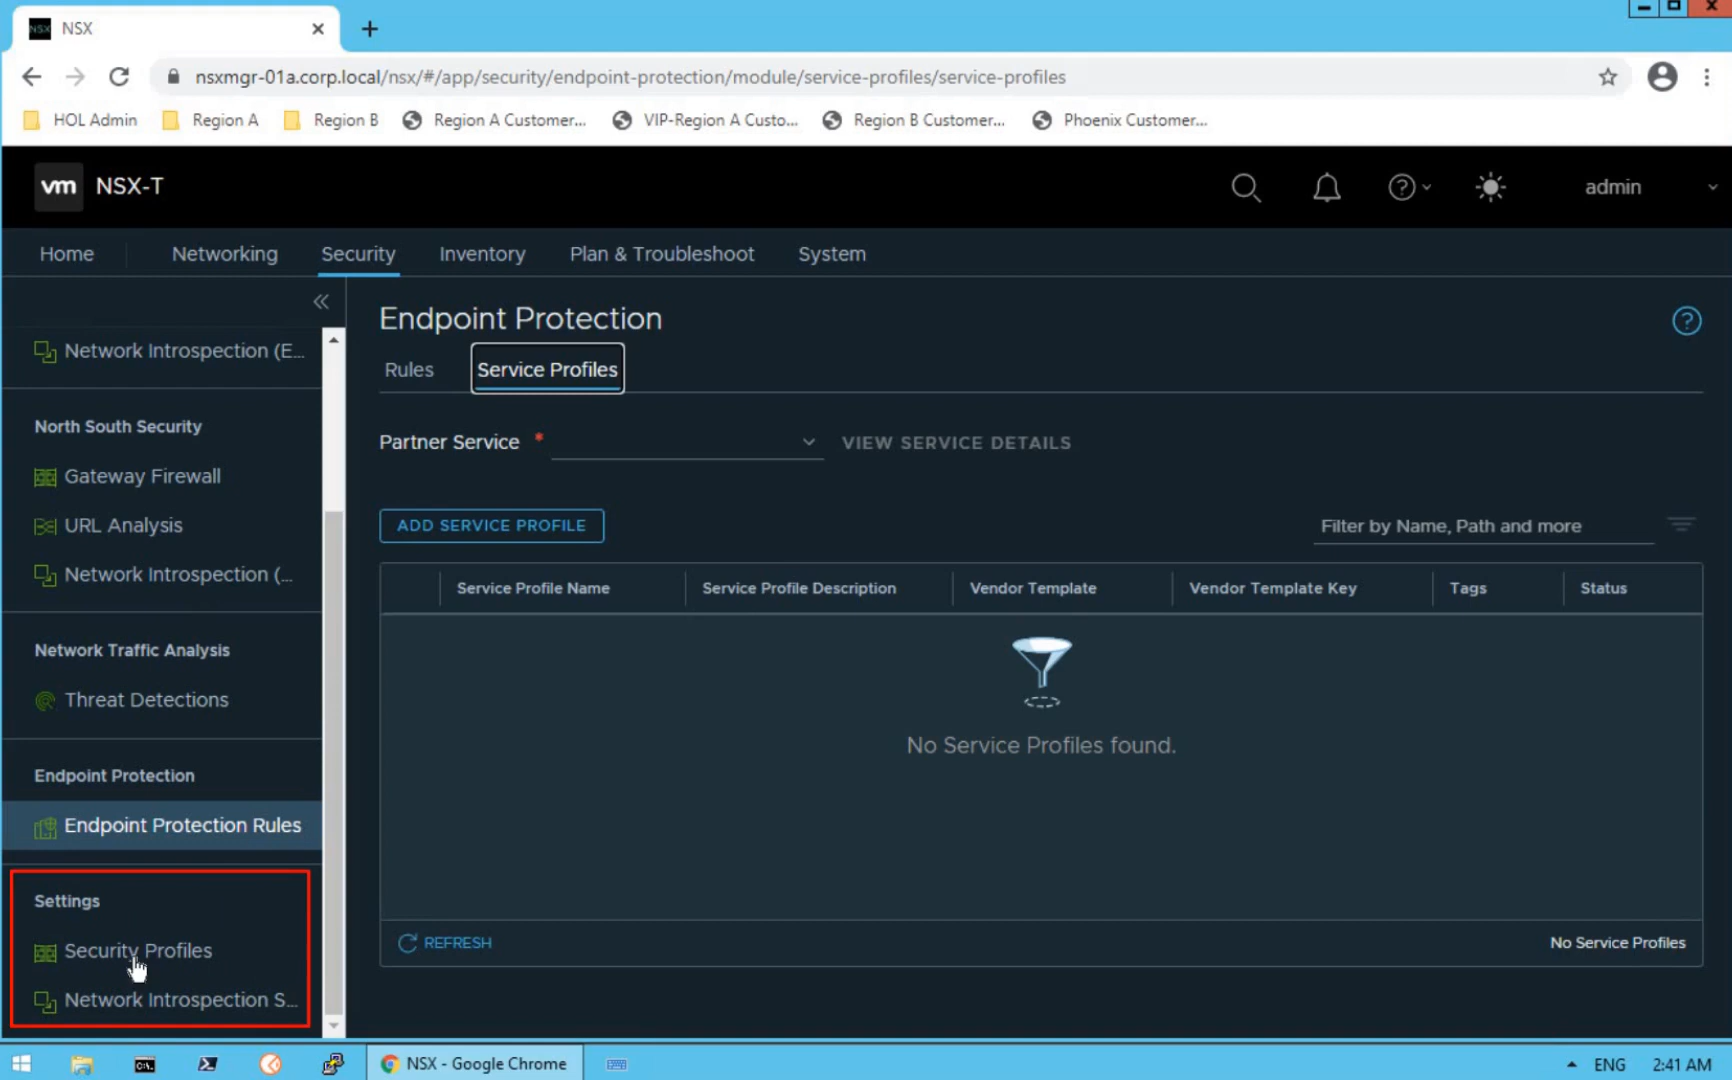 NSX
NSX
nsxmgr-01a.corp.local/nsx/#/app/security/endpoint-protection/module/service-profiles/service-profiles
HOL Admin
Region A
Region B
Region A Customer...
VIP-Region A Custo...
Region B Customer...
Phoenix Customer...
vm NSX-T
admin
Home
Networking
Security
Inventory
Plan & Troubleshoot
System
Network Introspection (E...
North South Security
Gateway Firewall
URL Analysis
Network Introspection (...
Network Traffic Analysis
Threat Detections
Endpoint Protection
Endpoint Protection Rules
Settings
Security Profiles
Network Introspection S...
Endpoint Protection
Rules
Service Profiles
Partner Service *
VIEW SERVICE DETAILS
ADD SERVICE PROFILE
Filter by Name, Path and more
Service Profile Name
Service Profile Description
Vendor Template
Vendor Template Key
Tags
Status
No Service Profiles found.
REFRESH
No Service Profiles
NSX - Google Chrome
ENG
2:41 AM